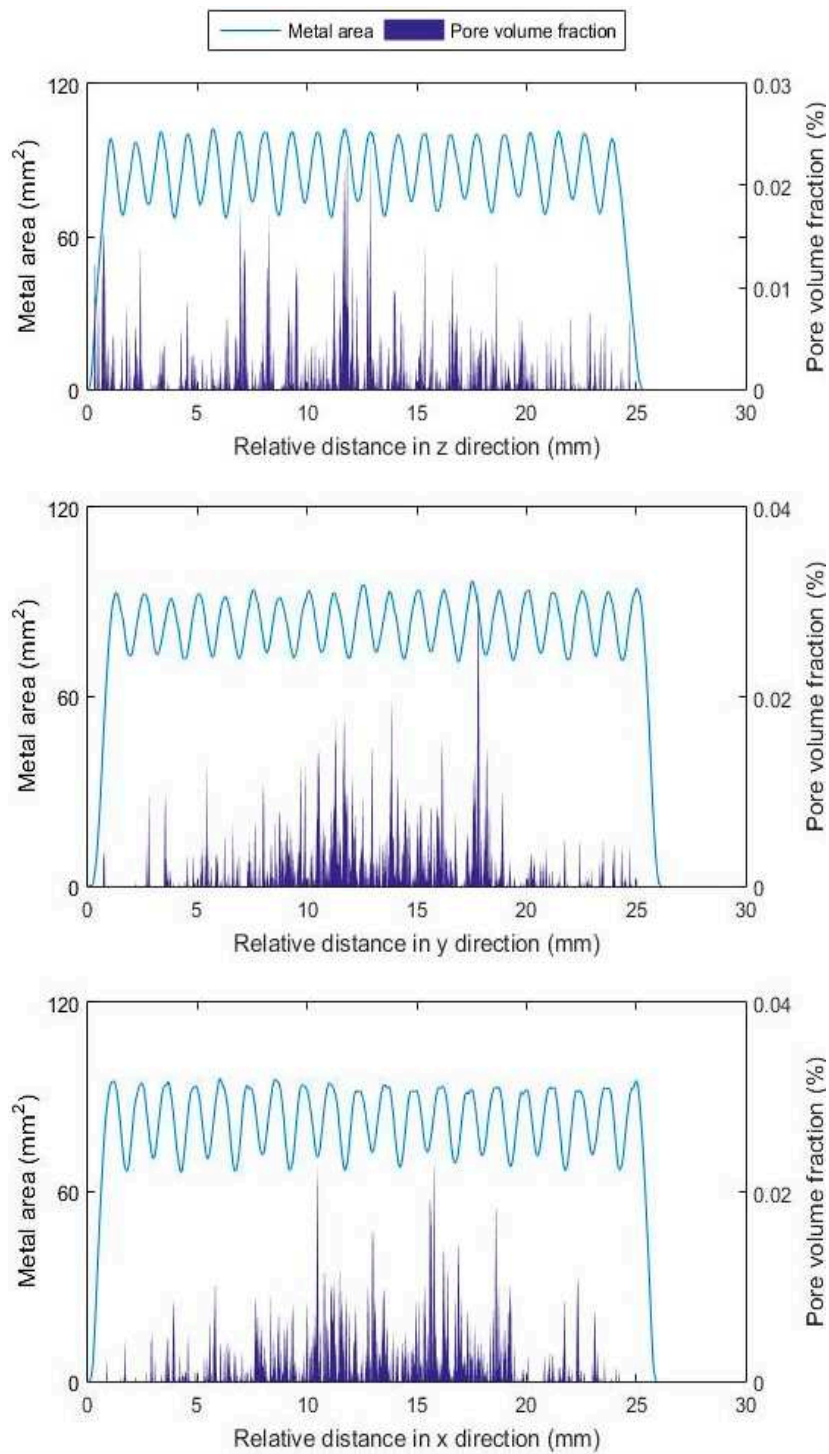 Metal area Pore volume fraction
120 0.03
0.02
60
0.01
0 0
0 5 10 15 20 25 30
Metal area (mm²)
Pore volume fraction (%)
Relative distance in z direction (mm)
120 0.04
60 0.02
0 0
0 5 10 15 20 25 30
Metal area (mm²)
Pore volume fraction (%)
Relative distance in y direction (mm)
120 0.04
60 0.02
0 0
0 5 10 15 20 25 30
Metal area (mm²)
Pore volume fraction (%)
Relative distance in x direction (mm)